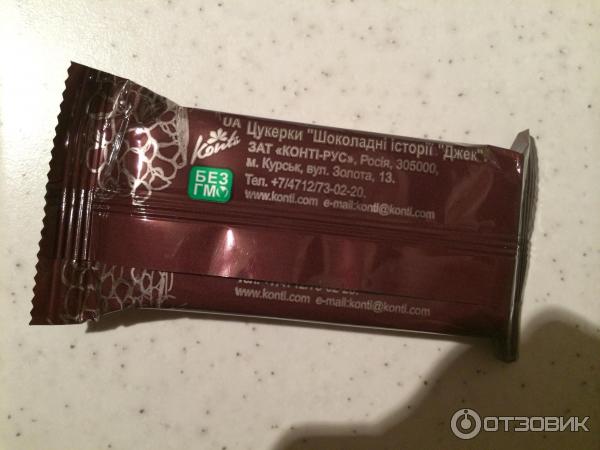 UA Цукерки "Шоколадні історії "Джек".
Konti
ЗАТ «КОНТІ-РУС», Росія, 305000,
м. Курськ, вул. Золота, 13.
Тел. +7/4712/73-02-20.
www.konti.com e-mail:konti@konti.com
БЕЗ
ГМО
www.konti.com e-mail:konti@konti.com
ОТЗОВИК